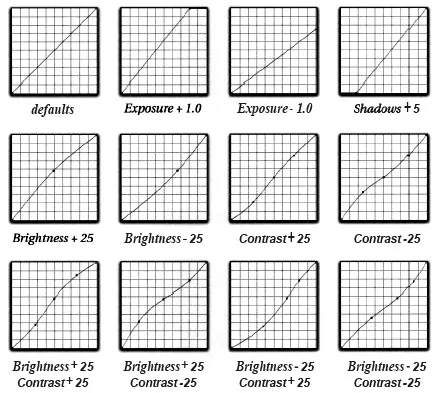 defaults
Exposure + 1.0
Exposure - 1.0
Shadows + 5
Brightness + 25
Brightness - 25
Contrast + 25
Contrast -25
Brightness + 25
Contrast + 25
Brightness + 25
Contrast -25
Brightness - 25
Contrast + 25
Brightness - 25
Contrast -25